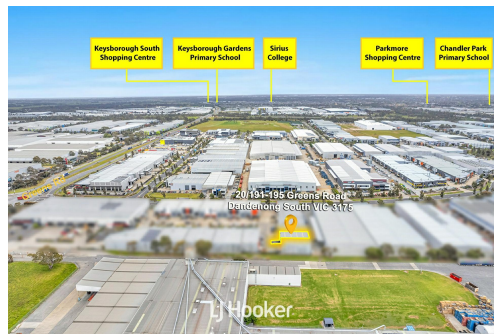 Keysborough South
Shopping Centre
Keysborough Gardens
Primary School
Sirius
College
Parkmore
Shopping Centre
Chandler Park
Primary School
20/191-195 Greens Road
Dandenong South VIC 3175
LJ Hooker